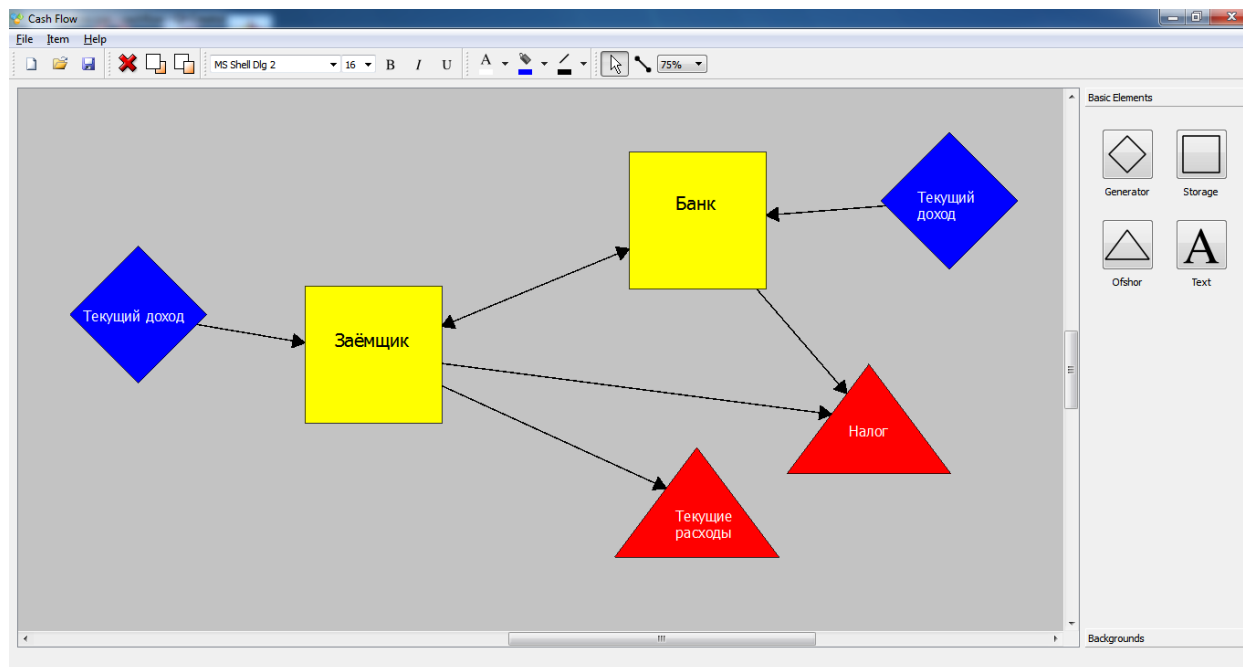 Cash Flow
File Item Help
MS Shell Dlg 2 16 B I U A 75%
Basic Elements
Generator Storage
A
Ofshor Text
Backgrounds
Банк
Текущий
доход
Текущий доход
Заёмщик
Налог
Текущие
расходы